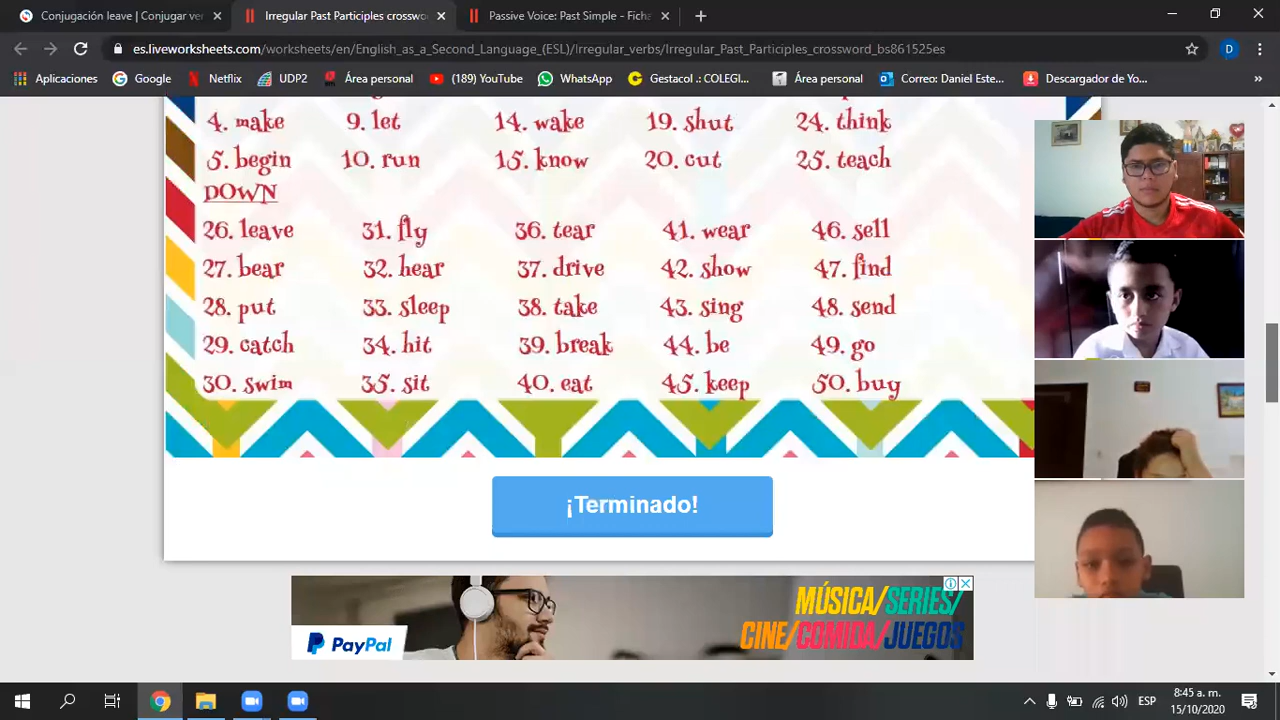 Conjugación leave | Conjugar ver
Irregular Past Participles crosswo
Passive Voice: Past Simple - Ficha
es.liveworksheets.com/worksheets/en/English_as_a_Second_Language_(ESL)/Irregular_verbs/Irregular_Past_Participles_crossword_bs861525es
D
Aplicaciones Google Netflix UDP2 Área personal (189) YouTube WhatsApp Gestacol .: COLEGI... Área personal Correo: Daniel Este... Descargador de Yo... »
4. make 9. let 14. wake 19. shut 24. think
5. begin 10. run 15. know 20. cut 25. teach
DOWN
26. leave 31. fly 36. tear 41. wear 46. sell
27. bear 32. hear 37. drive 42. show 47. find
28. put 33. sleep 38. take 43. sing 48. send
29. catch 34. hit 39. break 44. be 49. go
30. swim 35. sit 40. eat 45. keep 50. buy
¡Terminado!
MÚSICA/SERIES/
CINE/COMIDA/JUEGOS
PayPal
ESP
8:45 a. m.
15/10/2020